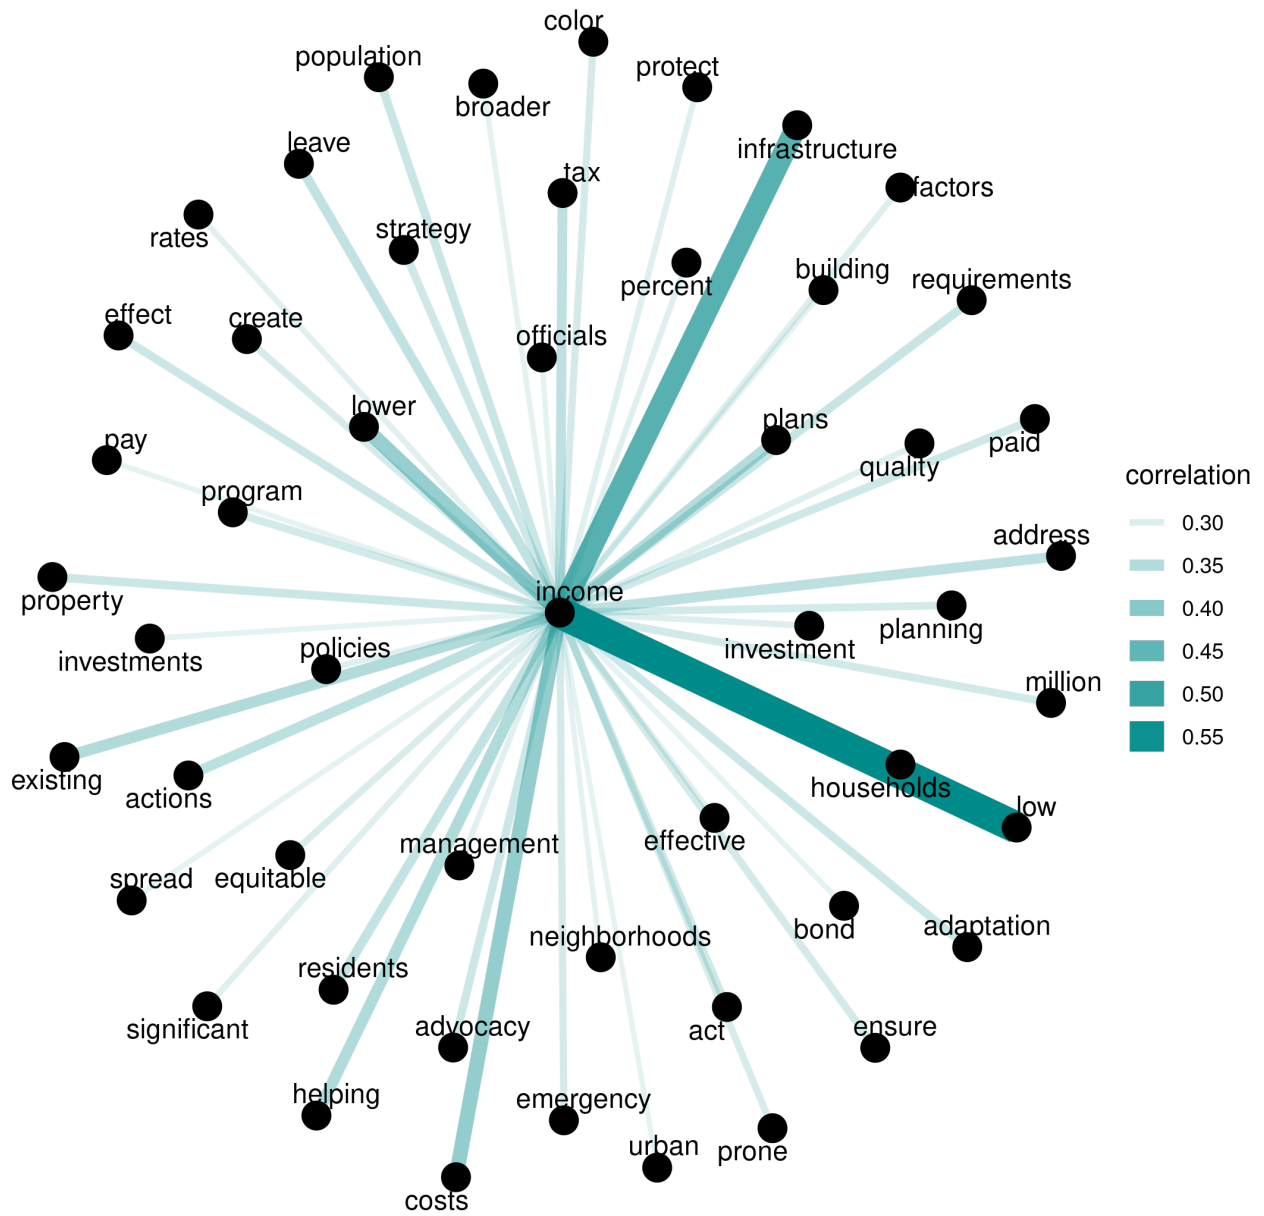 color
population
protect
broader
infrastructure
leave
tax
factors
rates
strategy
percent
building
requirements
effect
create
officials
lower
plans
pay
quality
paid
program
correlation
0.30
0.35
0.40
0.45
0.50
0.55
address
income
property
planning
investments
policies
investment
million
existing
actions
households
low
management
effective
spread
equitable
bond
adaptation
neighborhoods
residents
significant
advocacy
act
ensure
helping
emergency
urban
prone
costs